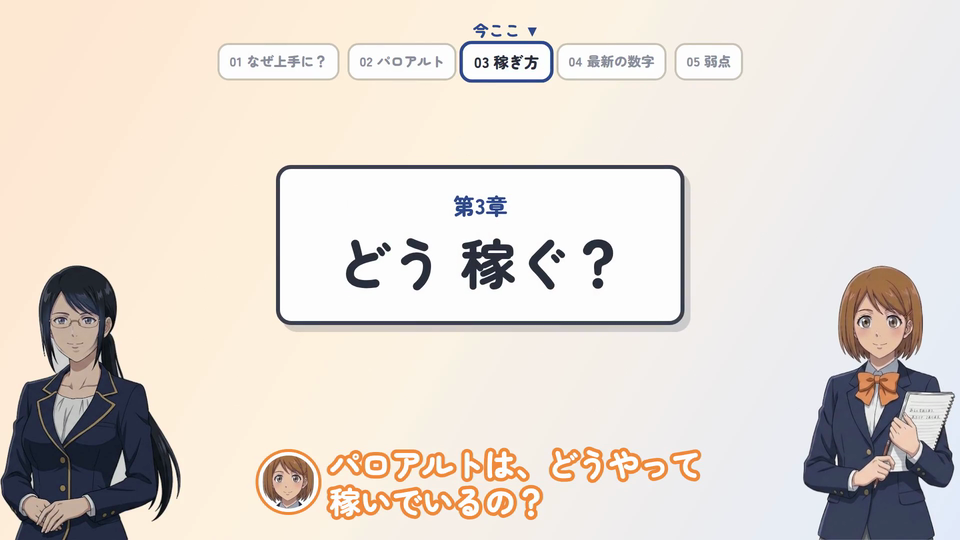 今ここ ▼
01 なぜ上手に？
02 パロアルト
03 稼ぎ方
04 最新の数字
05 弱点
第3章
どう 稼ぐ？
パロアルトは、どうやって
稼いでいるの？